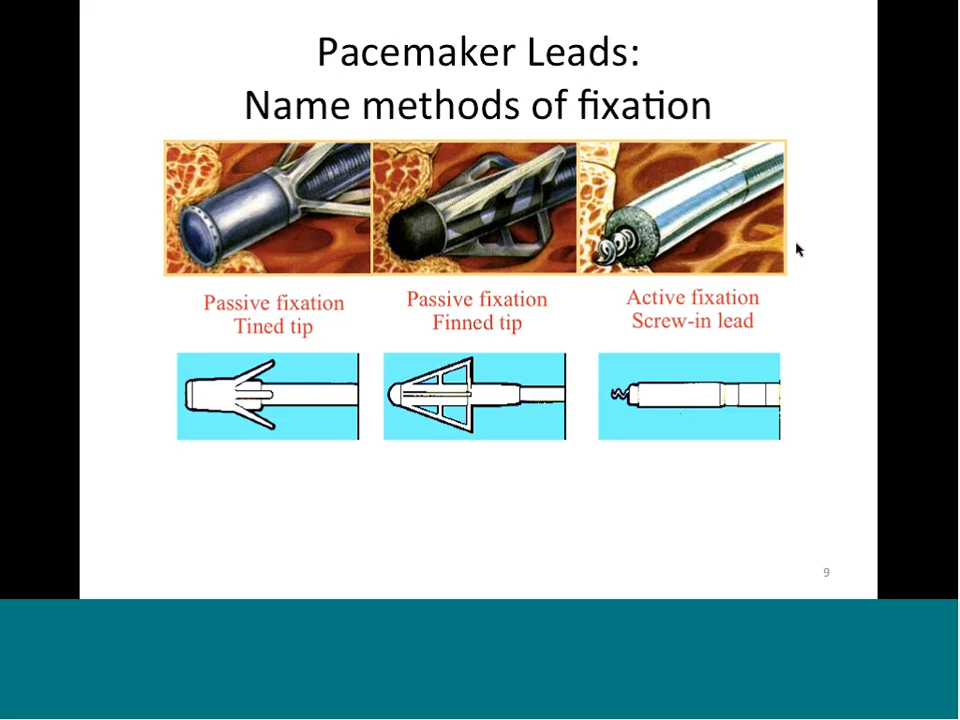 Pacemaker Leads:
Name methods of fixation
Passive fixation
Tined tip
Passive fixation
Finned tip
Active fixation
Screw-in lead
9